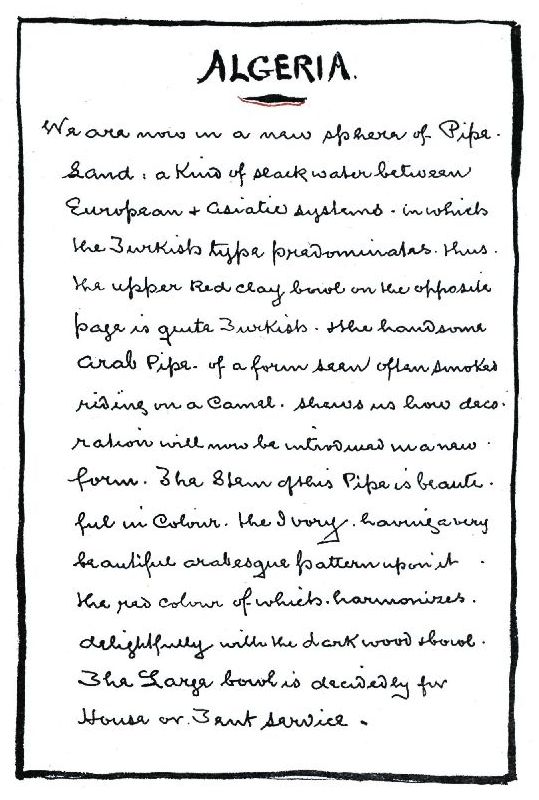 ALGERIA.
We are now in a new sphere of Pipe.
Land: a Kind of slack water between
European + Asiatic systems. in which
the Turkish type predominates. thus.
the upper Red clay bowl on the opposite
page is quite Turkish. the handsome
Arab Pipe. of a form seen often smoked
riding on a Camel. shews us how deco.
ration will now be introduced in a new.
form. The Stem of this Pipe is beauti.
ful in Colour. the Ivory. having a very
beautiful arabesque pattern upon it.
the red colour of which. harmonizes.
delightfully with the dark wood + bowl.
The Large bowl is decidedly for
House or Tent service.